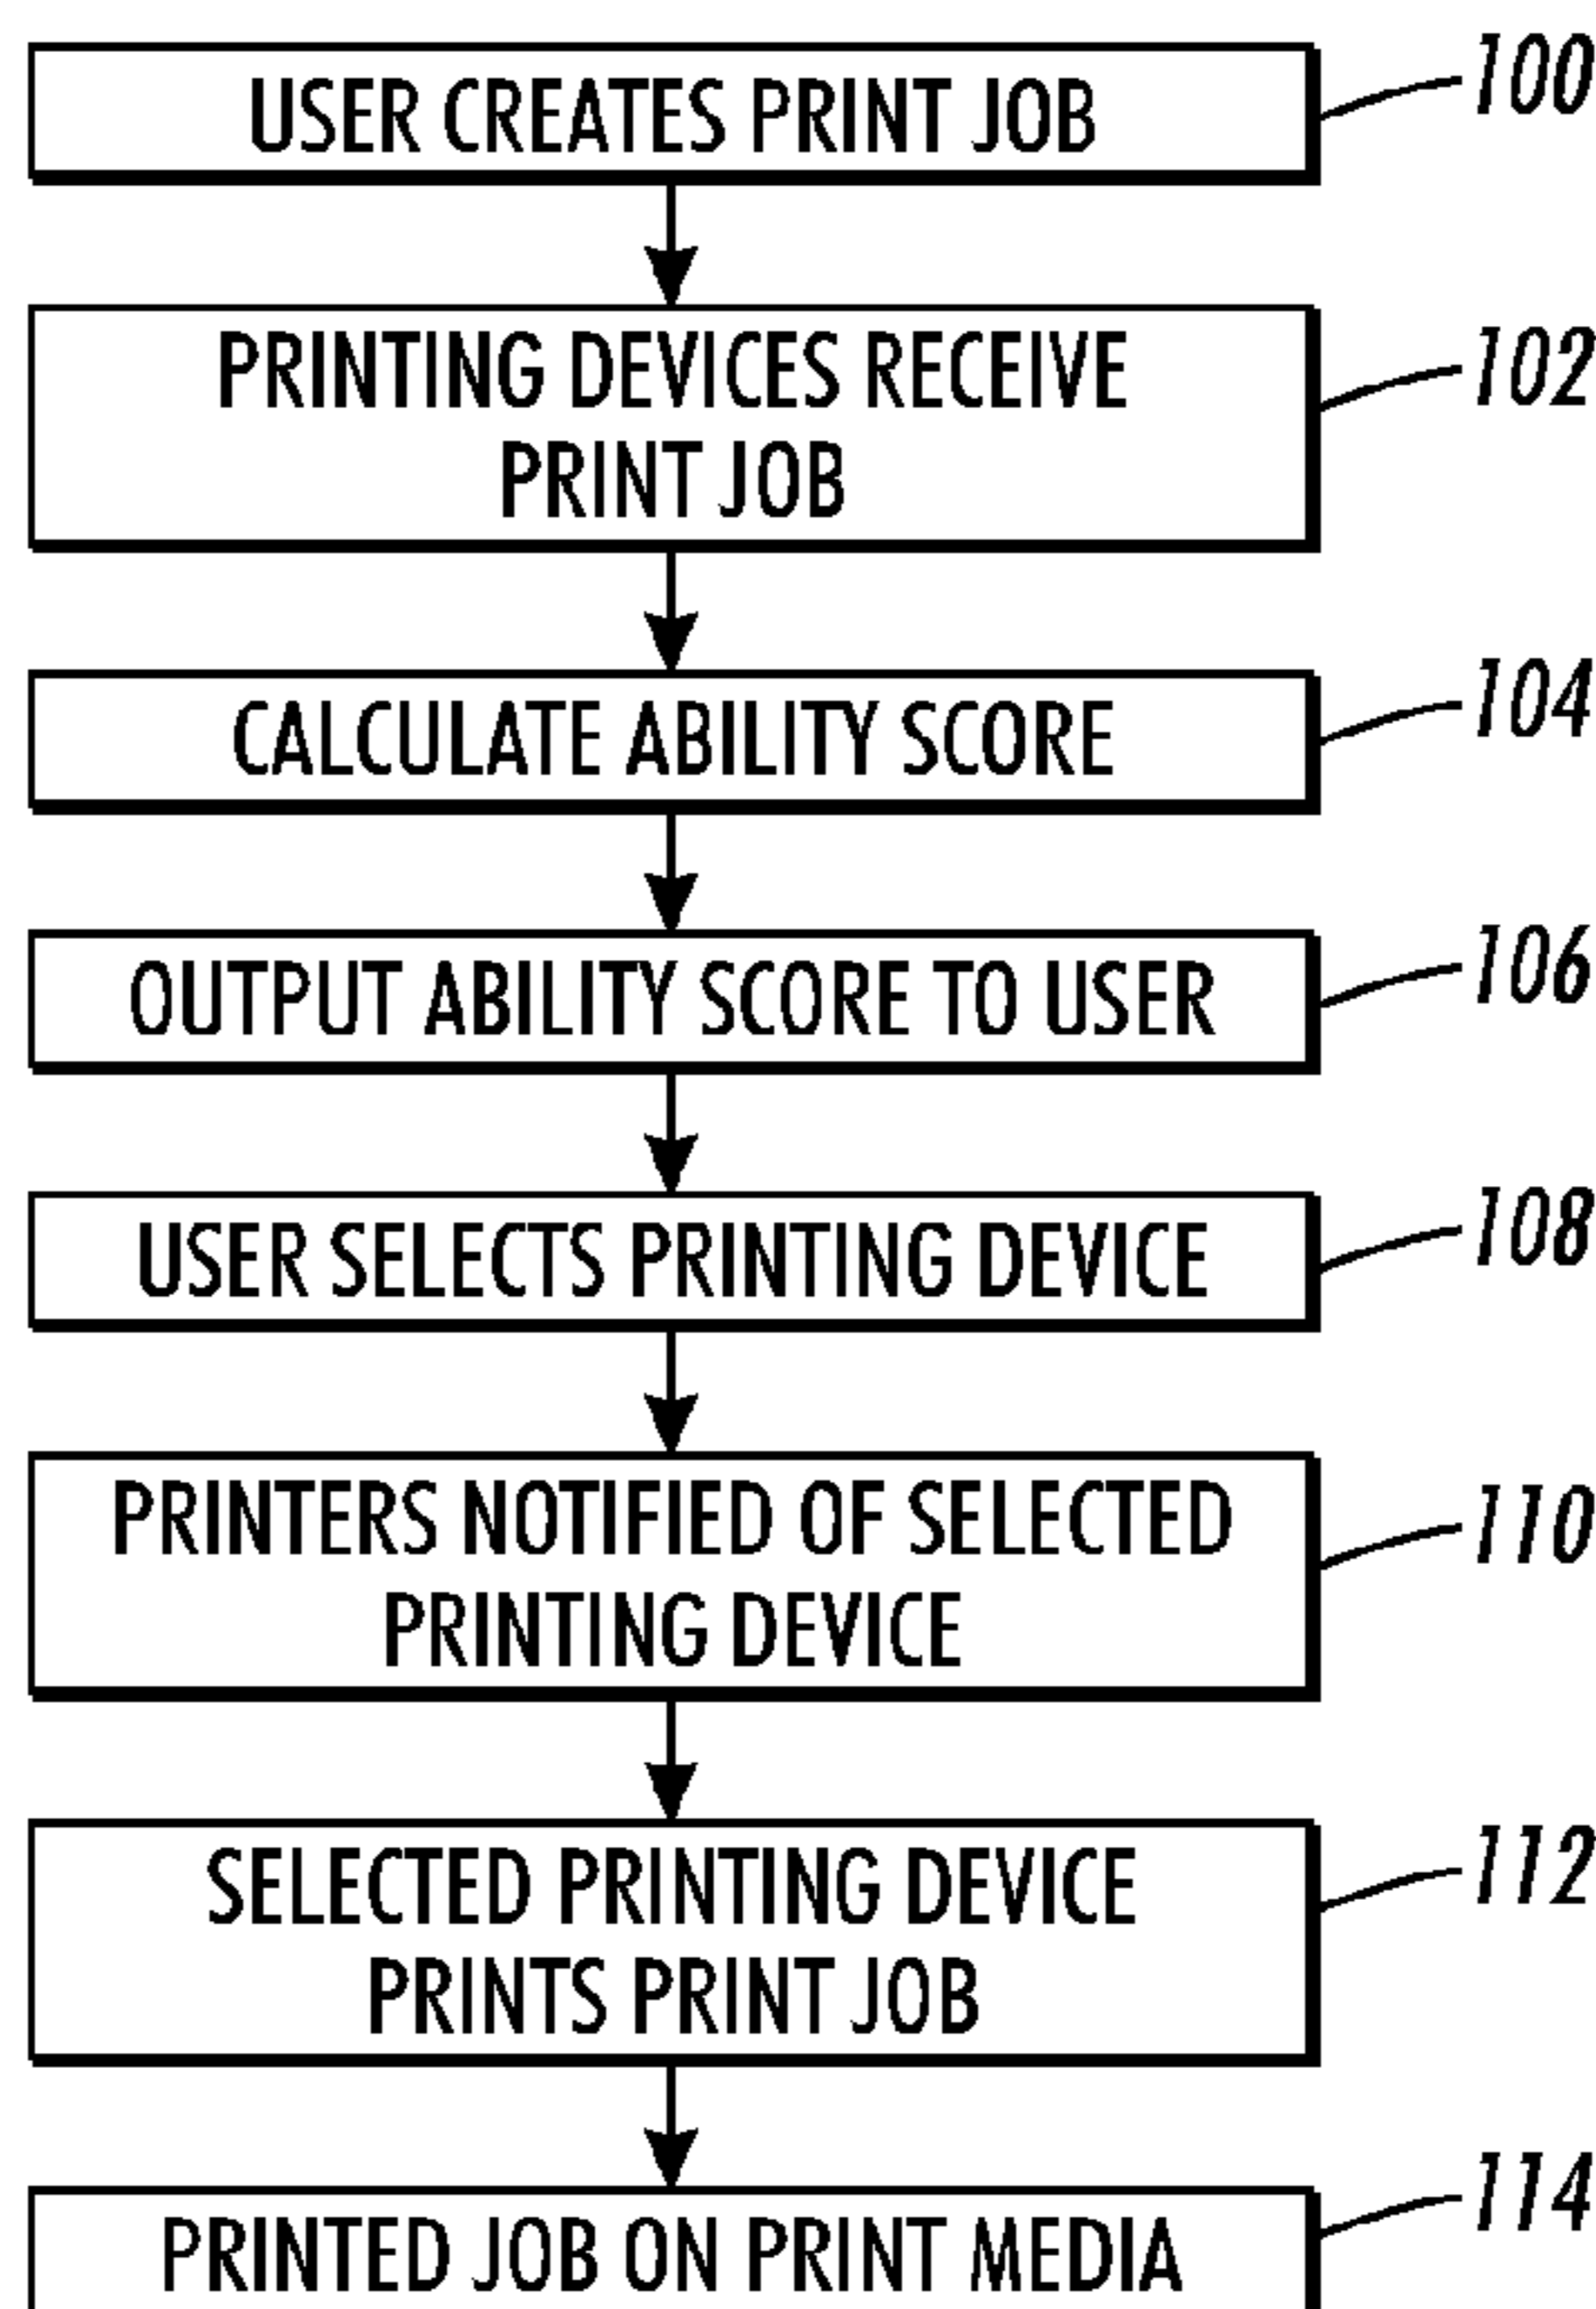 USER CREATES PRINT JOB
100
PRINTING DEVICES RECEIVE
PRINT JOB
102
CALCULATE ABILITY SCORE
104
OUTPUT ABILITY SCORE TO USER
106
USER SELECTS PRINTING DEVICE
108
PRINTERS NOTIFIED OF SELECTED
PRINTING DEVICE
110
SELECTED PRINTING DEVICE
PRINTS PRINT JOB
112
PRINTED JOB ON PRINT MEDIA
114